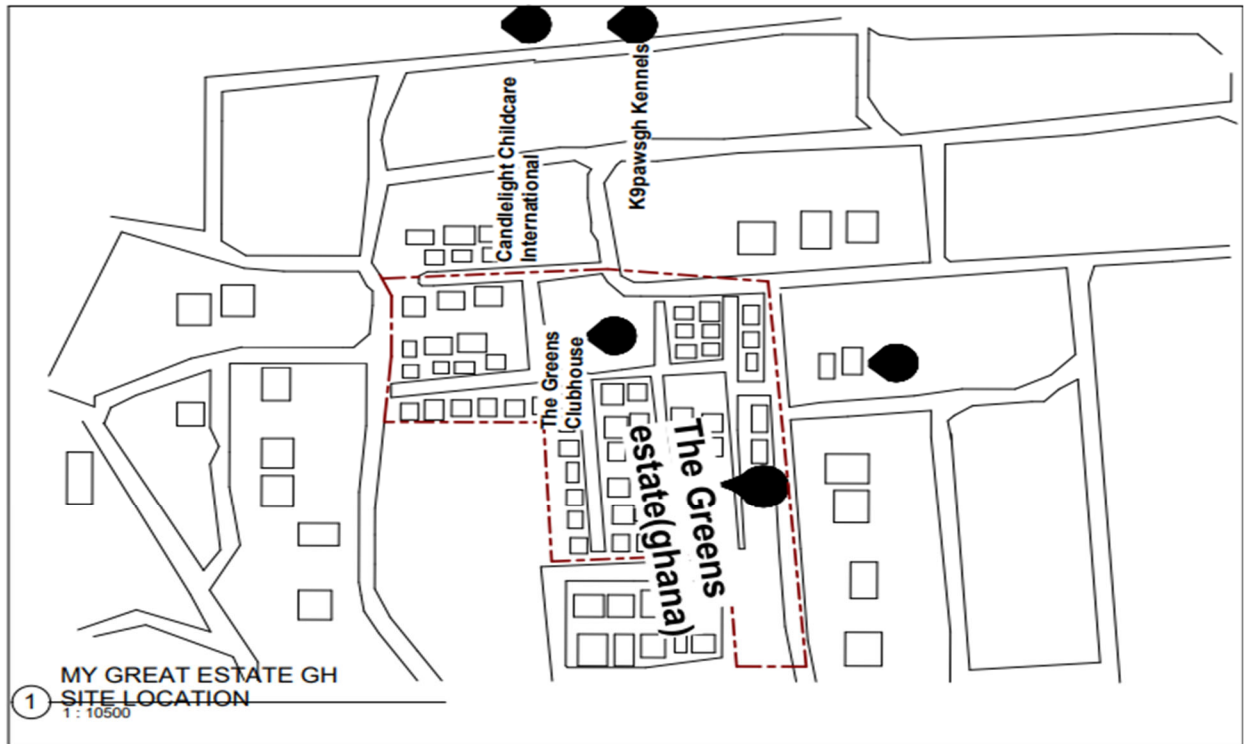 Candlelight Childcare
International
K9pawsgh Kennels
The Greens
Clubhouse
The Greens
estate(ghana)
MY GREAT ESTATE GH
1 SITE LOCATION
1 : 10500